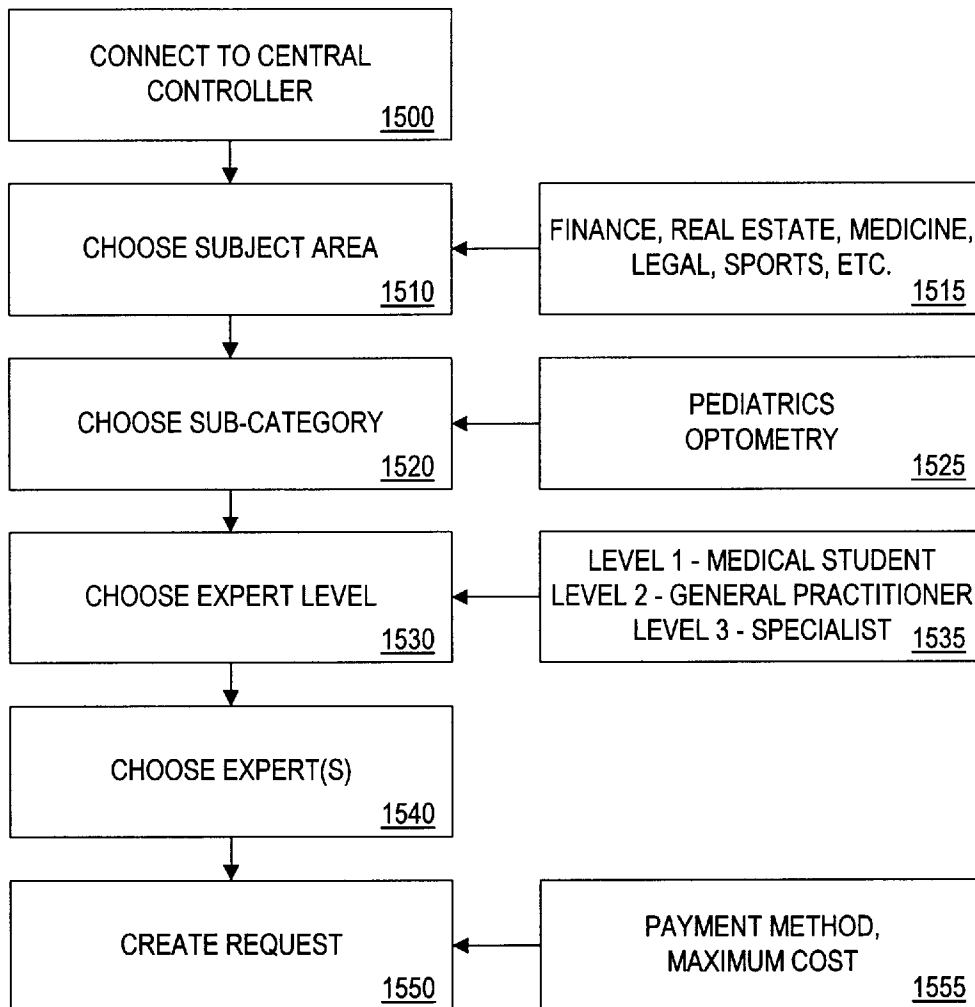 CONNECT TO CENTRAL
CONTROLLER
1500
CHOOSE SUBJECT AREA
1510
FINANCE, REAL ESTATE, MEDICINE,
LEGAL, SPORTS, ETC.
1515
CHOOSE SUB-CATEGORY
1520
PEDIATRICS
OPTOMETRY
1525
CHOOSE EXPERT LEVEL
1530
LEVEL 1 - MEDICAL STUDENT
LEVEL 2 - GENERAL PRACTITIONER
LEVEL 3 - SPECIALIST
1535
CHOOSE EXPERT(S)
1540
CREATE REQUEST
1550
PAYMENT METHOD,
MAXIMUM COST
1555